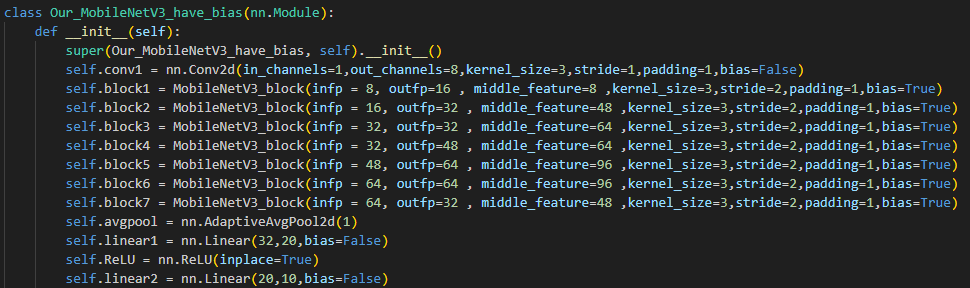 class Our_MobileNetV3_have_bias(nn.Module):
    def __init__(self):
        super(Our_MobileNetV3_have_bias, self).__init__()
        self.conv1 = nn.Conv2d(in_channels=1,out_channels=8,kernel_size=3,stride=1,padding=1,bias=False)
        self.block1 = MobileNetV3_block(infp = 8, outfp=16 , middle_feature=8 ,kernel_size=3,stride=2,padding=1,bias=True)
        self.block2 = MobileNetV3_block(infp = 16, outfp=32 , middle_feature=48 ,kernel_size=3,stride=2,padding=1,bias=True)
        self.block3 = MobileNetV3_block(infp = 32, outfp=32 , middle_feature=64 ,kernel_size=3,stride=2,padding=1,bias=True)
        self.block4 = MobileNetV3_block(infp = 32, outfp=48 , middle_feature=64 ,kernel_size=3,stride=2,padding=1,bias=True)
        self.block5 = MobileNetV3_block(infp = 48, outfp=64 , middle_feature=96 ,kernel_size=3,stride=2,padding=1,bias=True)
        self.block6 = MobileNetV3_block(infp = 64, outfp=64 , middle_feature=96 ,kernel_size=3,stride=2,padding=1,bias=True)
        self.block7 = MobileNetV3_block(infp = 64, outfp=32 , middle_feature=48 ,kernel_size=3,stride=2,padding=1,bias=True)
        self.avgpool = nn.AdaptiveAvgPool2d(1)
        self.linear1 = nn.Linear(32,20,bias=False)
        self.ReLU = nn.ReLU(inplace=True)
        self.linear2 = nn.Linear(20,10,bias=False)